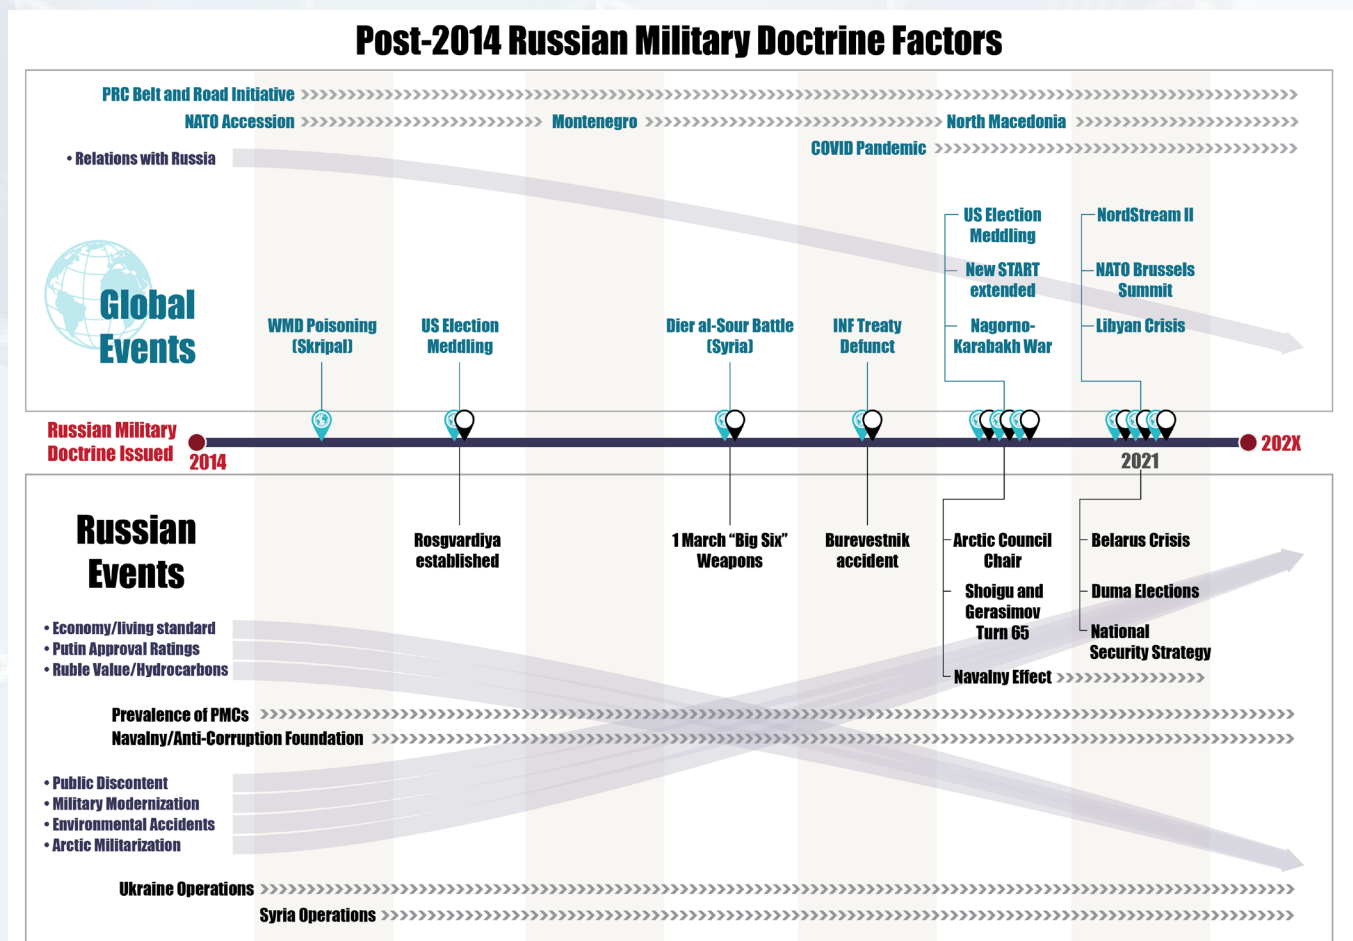 Post-2014 Russian Military Doctrine Factors
PRC Belt and Road Initiative
NATO Accession
Montenegro
North Macedonia
COVID Pandemic
• Relations with Russia
Global
Events
WMD Poisoning
(Skripal)
US Election
Meddling
Dier al-Sour Battle
(Syria)
INF Treaty
Defunct
US Election
Meddling
New START
extended
Nagorno-
Karabakh War
NordStream II
NATO Brussels
Summit
Libyan Crisis
Russian Military
Doctrine Issued
2014
2021
202X
Russian
Events
Rosgvardiya
established
1 March “Big Six”
Weapons
Burevestnik
accident
Arctic Council
Chair
Shoigu and
Gerasimov
Turn 65
Navalny Effect
Belarus Crisis
Duma Elections
National
Security Strategy
• Economy/living standard
• Putin Approval Ratings
• Ruble Value/Hydrocarbons
Prevalence of PMCs
Navalny/Anti-Corruption Foundation
• Public Discontent
• Military Modernization
• Environmental Accidents
• Arctic Militarization
Ukraine Operations
Syria Operations